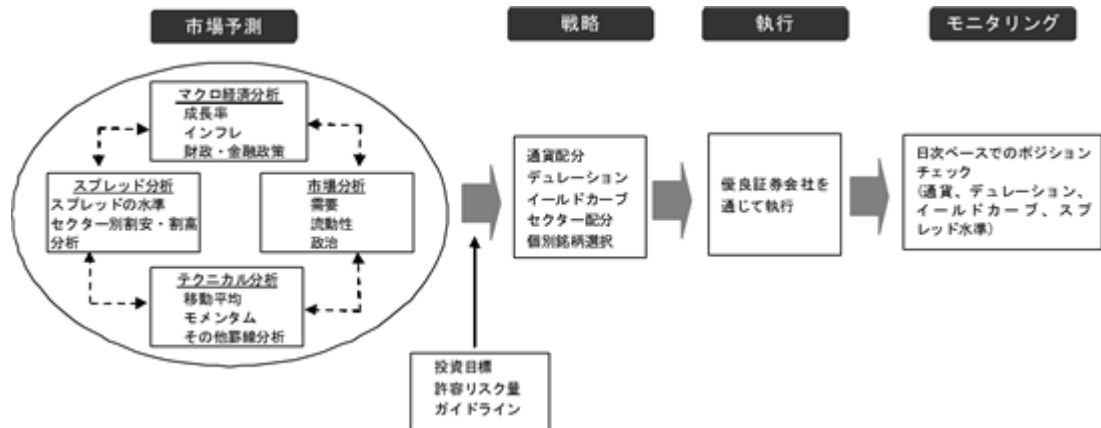 市場予測
戦略
執行
モニタリング
マクロ経済分析
成長率
インフレ
財政・金融政策
スプレッド分析
スプレッドの水準
セクター別割安・割高
分析
市場分析
需要
流動性
政治
テクニカル分析
移動平均
モメンタム
その他罫線分析
投資目標
許容リスク量
ガイドライン
通貨配分
デュレーション
イールドカーブ
セクター配分
個別銘柄選択
優良証券会社を
通じて執行
日次ベースでのポジション
チェック
(通貨、デュレーション、
イールドカーブ、スプ
レッド水準)